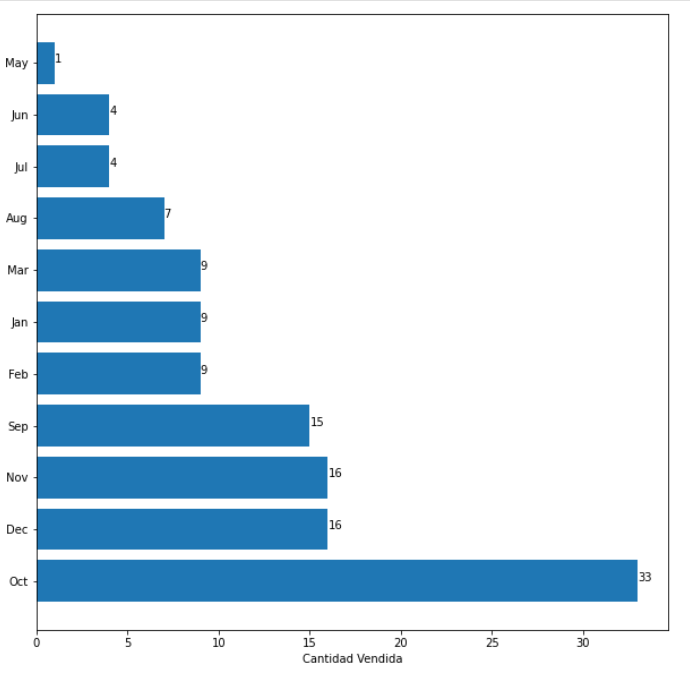 May 1
Jun 4
Jul 4
Aug 7
Mar 9
Jan 9
Feb 9
Sep 15
Nov 16
Dec 16
Oct 33
0 5 10 15 20 25 30
Cantidad Vendida